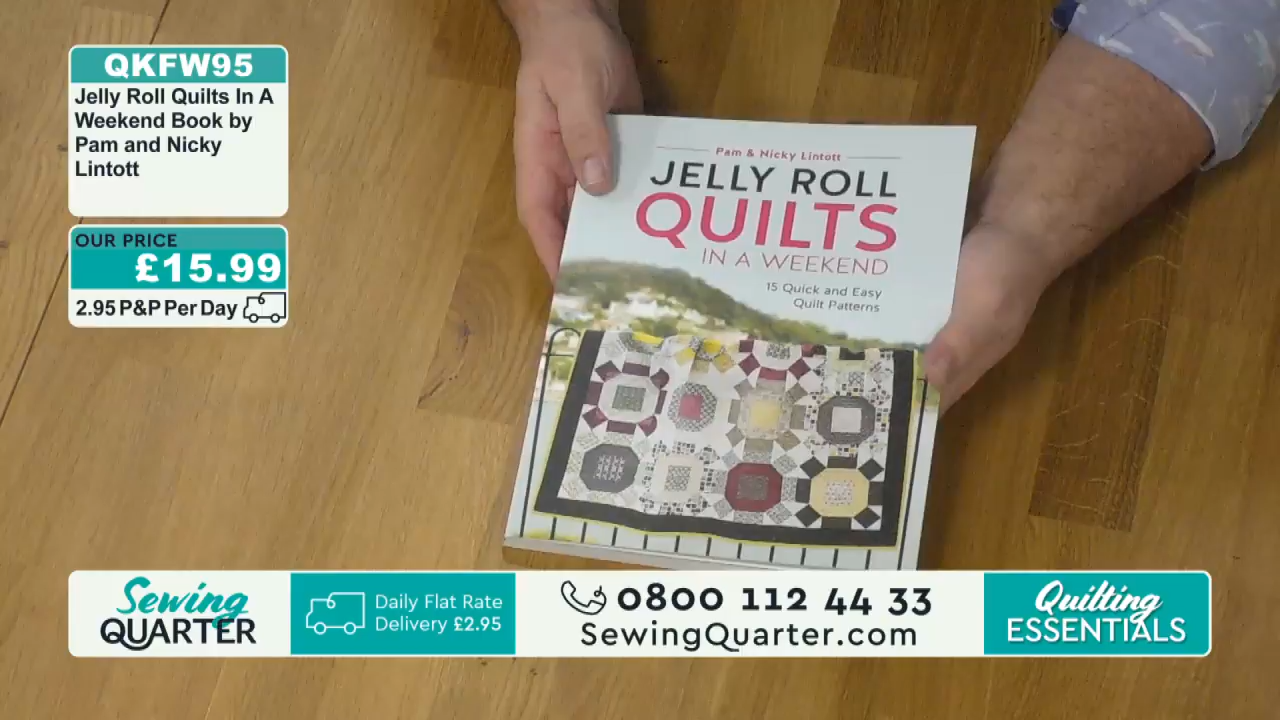 QKFW95
Jelly Roll Quilts In A
Weekend Book by
Pam and Nicky
Lintott
OUR PRICE
£15.99
2.95 P&P Per Day
Pam & Nicky Lintott
JELLY ROLL
QUILTS
IN A WEEKEND
15 Quick and Easy
Quilt Patterns
Sewing
QUARTER
Daily Flat Rate
Delivery £2.95
0800 112 44 33
SewingQuarter.com
Quilting
ESSENTIALS